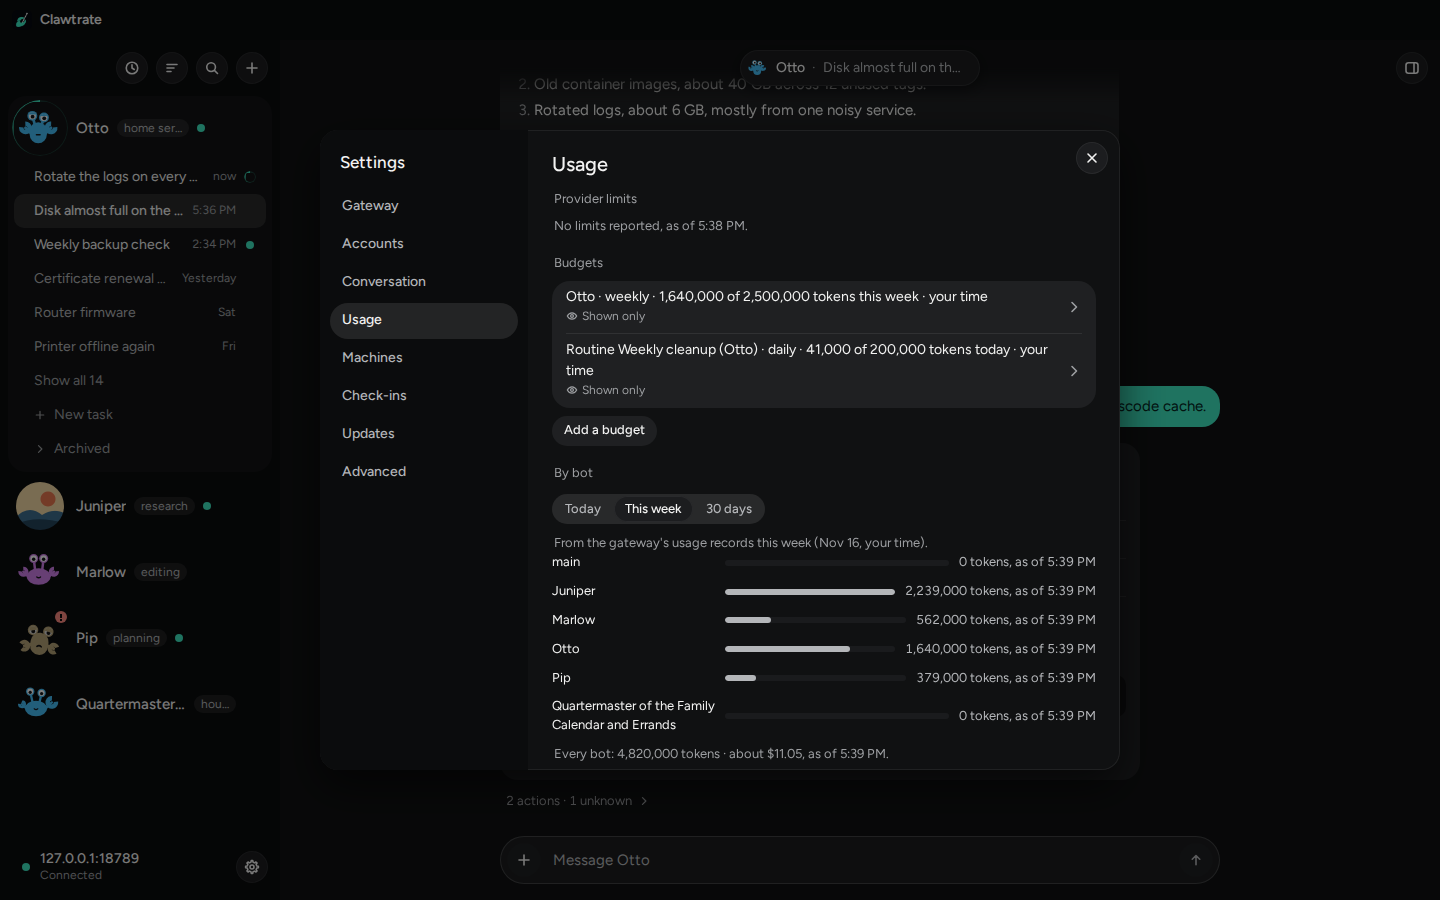 Clawtrate
Otto · Disk almost full on th...
2. Old container images, about 40 GB across 12 unused tags.
3. Rotated logs, about 6 GB, mostly from one noisy service.
Otto home ser...
Rotate the logs on every ... now
Disk almost full on the ... 5:36 PM
Weekly backup check 2:34 PM
Certificate renewal ... Yesterday
Router firmware Sat
Printer offline again Fri
Show all 14
+ New task
Archived
Juniper research
Marlow editing
!
Pip planning
Quartermaster... hou...
127.0.0.1:18789
Connected
Settings
Gateway
Accounts
Conversation
Usage
Machines
Check-ins
Updates
Advanced
Usage
Provider limits
No limits reported, as of 5:38 PM.
Budgets
Otto · weekly · 1,640,000 of 2,500,000 tokens this week · your time
Shown only
Routine Weekly cleanup (Otto) · daily · 41,000 of 200,000 tokens today · your
time
Shown only
Add a budget
By bot
Today This week 30 days
From the gateway's usage records this week (Nov 16, your time).
main 0 tokens, as of 5:39 PM
Juniper 2,239,000 tokens, as of 5:39 PM
Marlow 562,000 tokens, as of 5:39 PM
Otto 1,640,000 tokens, as of 5:39 PM
Pip 379,000 tokens, as of 5:39 PM
Quartermaster of the Family
Calendar and Errands 0 tokens, as of 5:39 PM
Every bot: 4,820,000 tokens · about $11.05, as of 5:39 PM.
scode cache.
2 actions · 1 unknown
Message Otto